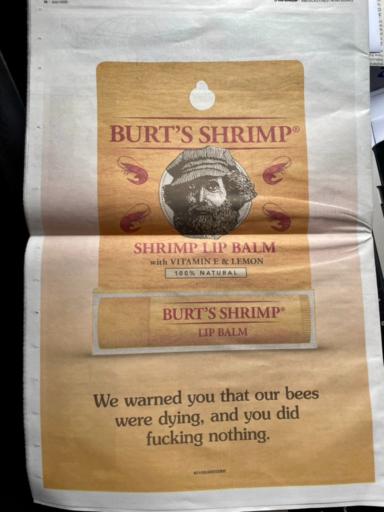 BURT'S SHRIMP®
SHRIMP LIP BALM
with VITAMIN E & LEMON
100% NATURAL
BURT'S SHRIMP®
LIP BALM
We warned you that our bees
were dying, and you did
fucking nothing.